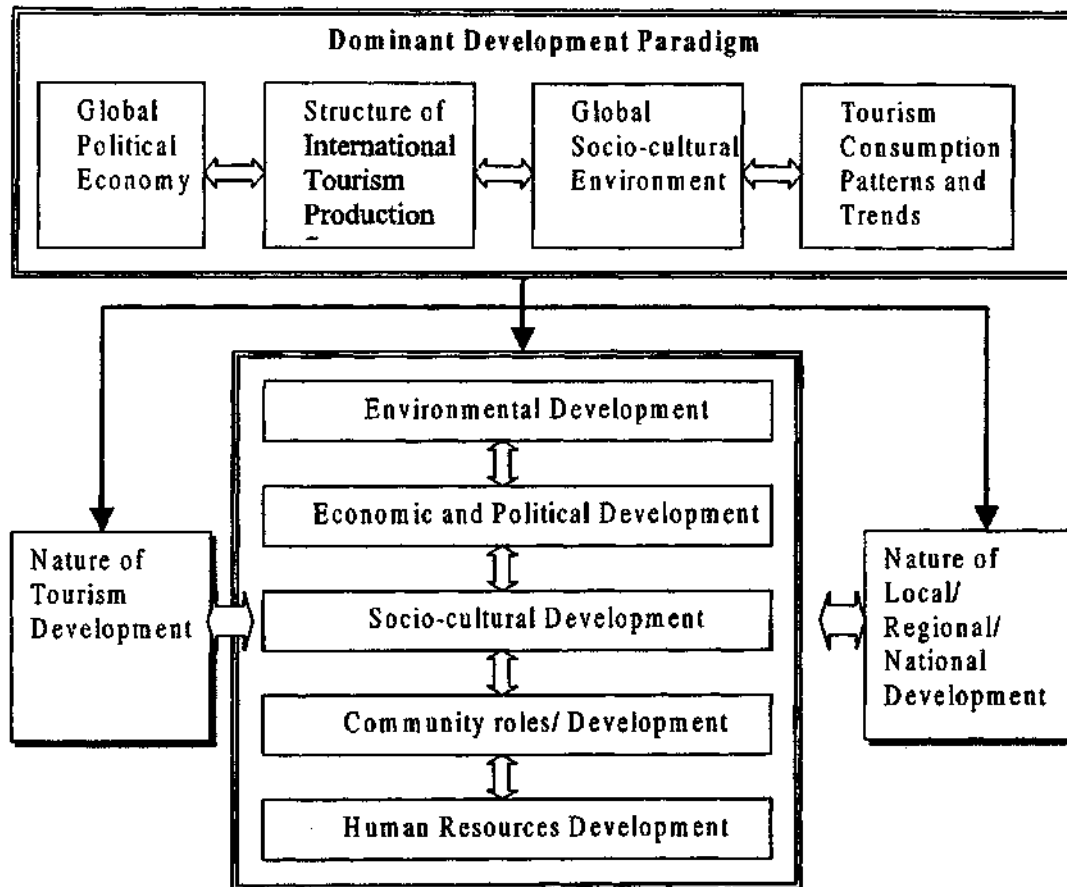 Dominant Development Paradigm
Global
Political
Economy
Structure of
International
Tourism
Production
Global
Socio-cultural
Environment
Tourism
Consumption
Patterns and
Trends
Environmental Development
Economic and Political Development
Socio-cultural Development
Community roles/ Development
Human Resources Development
Nature of
Tourism
Development
Nature of
Local/
Regional/
National
Development